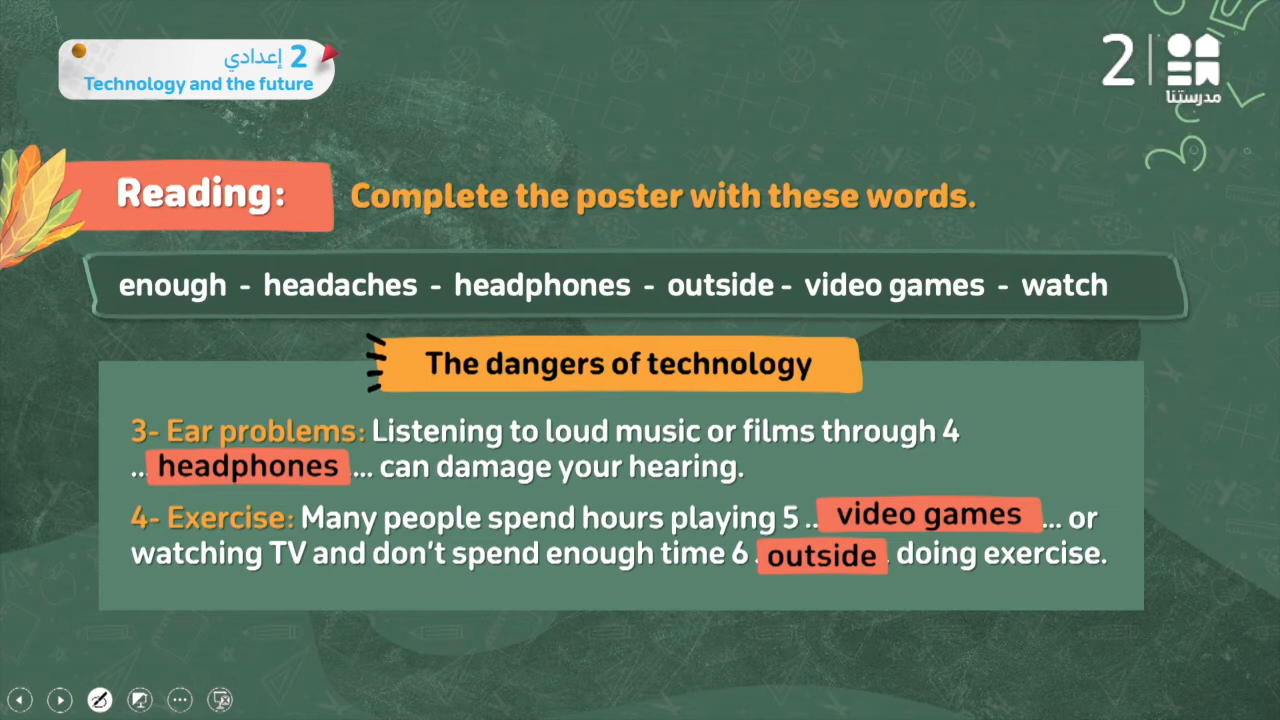 2 إعدادي
Technology and the future
2
مدرستنا
Reading:
Complete the poster with these words.
enough - headaches - headphones - outside - video games - watch
The dangers of technology
3- Ear problems: Listening to loud music or films through 4
.. headphones ... can damage your hearing.
4- Exercise: Many people spend hours playing 5 .. video games ... or
watching TV and don't spend enough time 6 . outside . doing exercise.